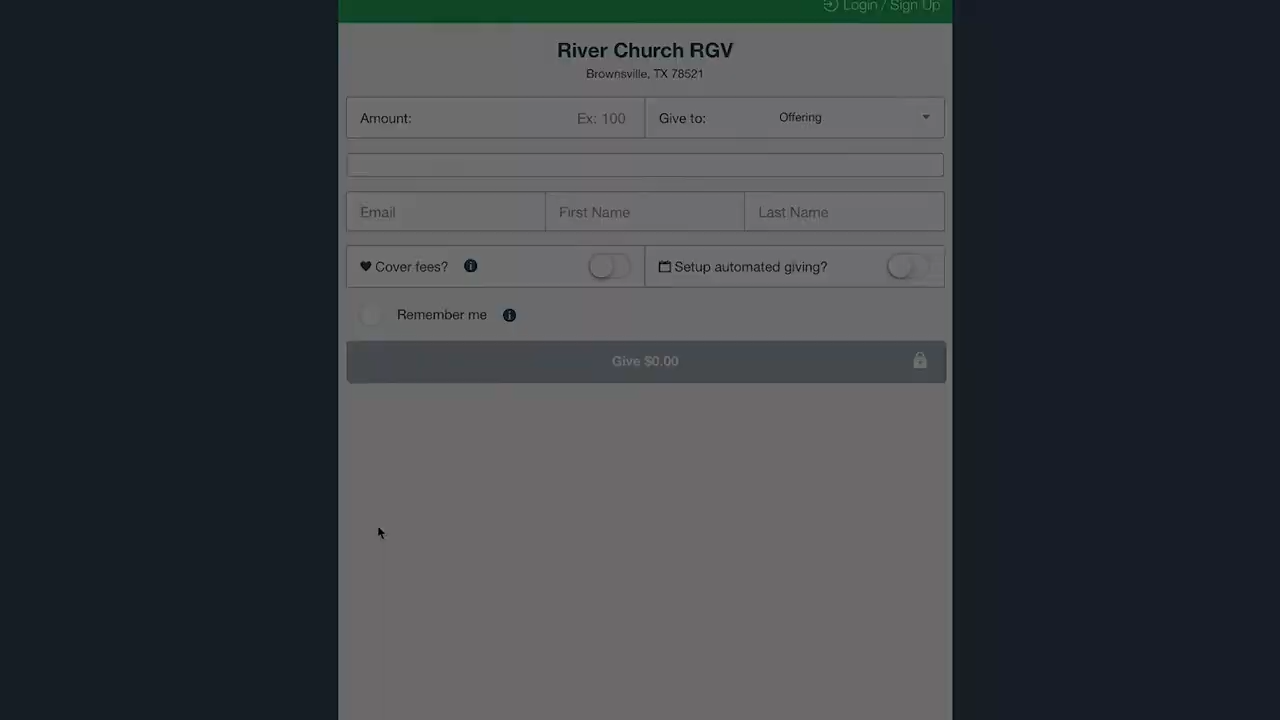 Login / Sign Up
River Church RGV
Brownsville, TX 78521
Amount: Ex: 100 Give to: Offering
Email First Name Last Name
Cover fees? Setup automated giving?
Remember me
Give $0.00